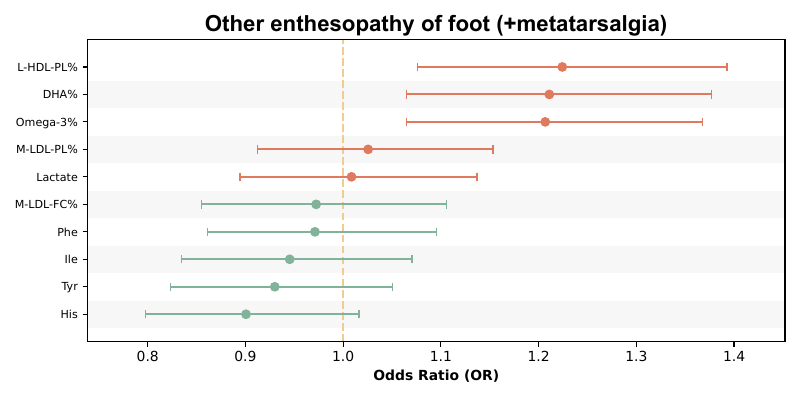 Other enthesopathy of foot (+metatarsalgia)
L-HDL-PL%
DHA%
Omega-3%
M-LDL-PL%
Lactate
M-LDL-FC%
Phe
Ile
Tyr
His
0.8 0.9 1.0 1.1 1.2 1.3 1.4
Odds Ratio (OR)